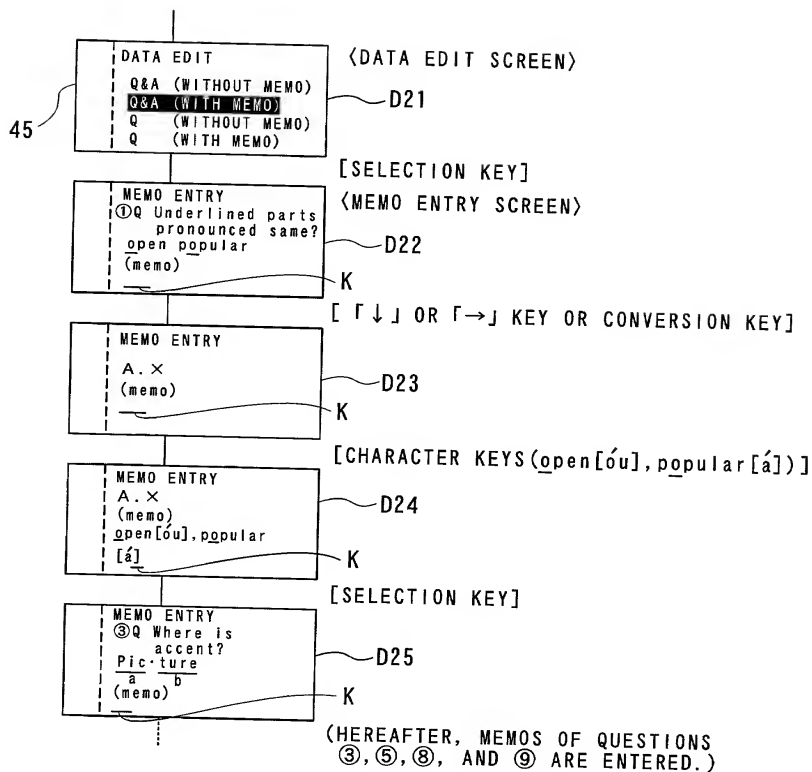 DATA EDIT
Q&A (WITHOUT MEMO)
Q&A (WITH MEMO)
Q (WITHOUT MEMO)
Q (WITH MEMO)
〈DATA EDIT SCREEN〉
D21
45
[SELECTION KEY]
MEMO ENTRY
①Q Underlined parts
pronounced same?
open popular
(memo)
〈MEMO ENTRY SCREEN〉
D22
K
[「↓」OR「→」KEY OR CONVERSION KEY]
MEMO ENTRY
A.×
(memo)
D23
K
[CHARACTER KEYS(open[óu],popular[á])]
MEMO ENTRY
A.×
(memo)
open[óu],popular
[á]
D24
K
[SELECTION KEY]
MEMO ENTRY
③Q Where is
accent?
Pic·ture
a b
(memo)
D25
K
(HEREAFTER, MEMOS OF QUESTIONS
③,⑤,⑧, AND ⑨ ARE ENTERED.)